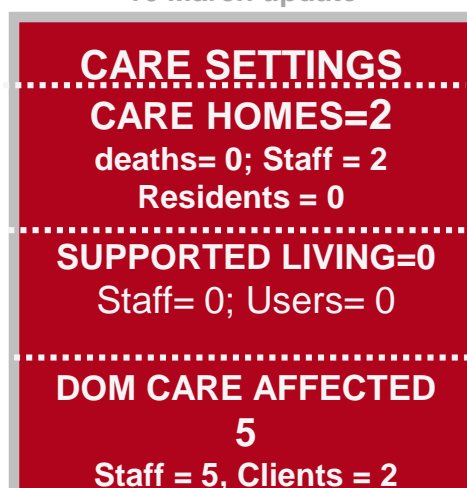 CARE SETTINGS
CARE HOMES=2
deaths= 0; Staff = 2
Residents = 0
SUPPORTED LIVING=0
Staff= 0; Users= 0
DOM CARE AFFECTED
5
Staff = 5, Clients = 2